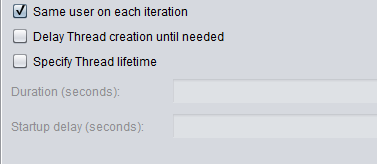 Same user on each iteration
Delay Thread creation until needed
Specify Thread lifetime
Duration (seconds):
Startup delay (seconds):